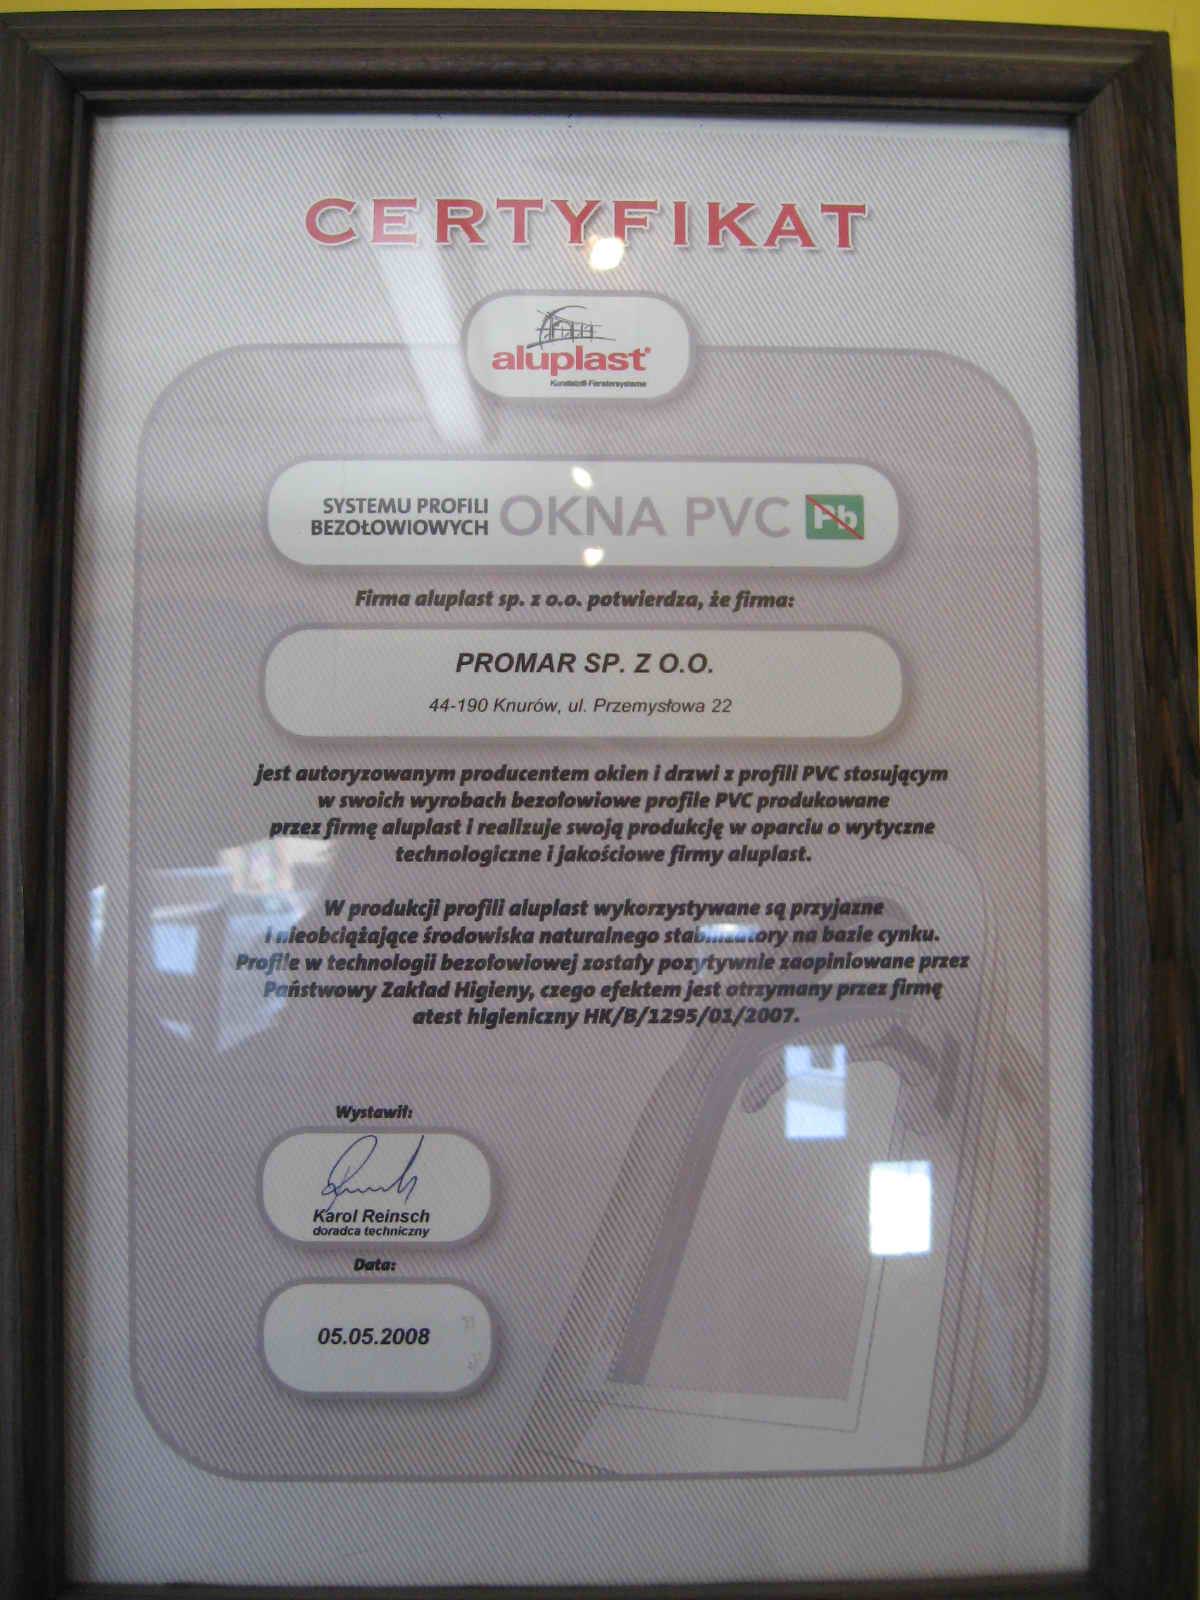 CERTYFIKAT
aluplast®
Kunststoff-Fenstersysteme
SYSTEMU PROFILI
BEZOŁOWIOWYCH
OKNA PVC
Pb
Firma aluplast sp. z o.o. potwierdza, że firma:
PROMAR SP. Z O.O.
44-190 Knurów, ul. Przemysłowa 22
jest autoryzowanym producentem okien i drzwi z profili PVC stosującym
w swoich wyrobach bezołowiowe profile PVC produkowane
przez firmę aluplast i realizuje swoją produkcję w oparciu o wytyczne
technologiczne i jakościowe firmy aluplast.
W produkcji profili aluplast wykorzystywane są przyjazne
i nieobciążające środowiska naturalnego stabilizatory na bazie cynku.
Profile w technologii bezołowiowej zostały pozytywnie zaopiniowane przez
Państwowy Zakład Higieny, czego efektem jest otrzymany przez firmę
atest higieniczny HK/B/1295/01/2007.
Wystawił:
Karol Reinsch
doradca techniczny
Data:
05.05.2008